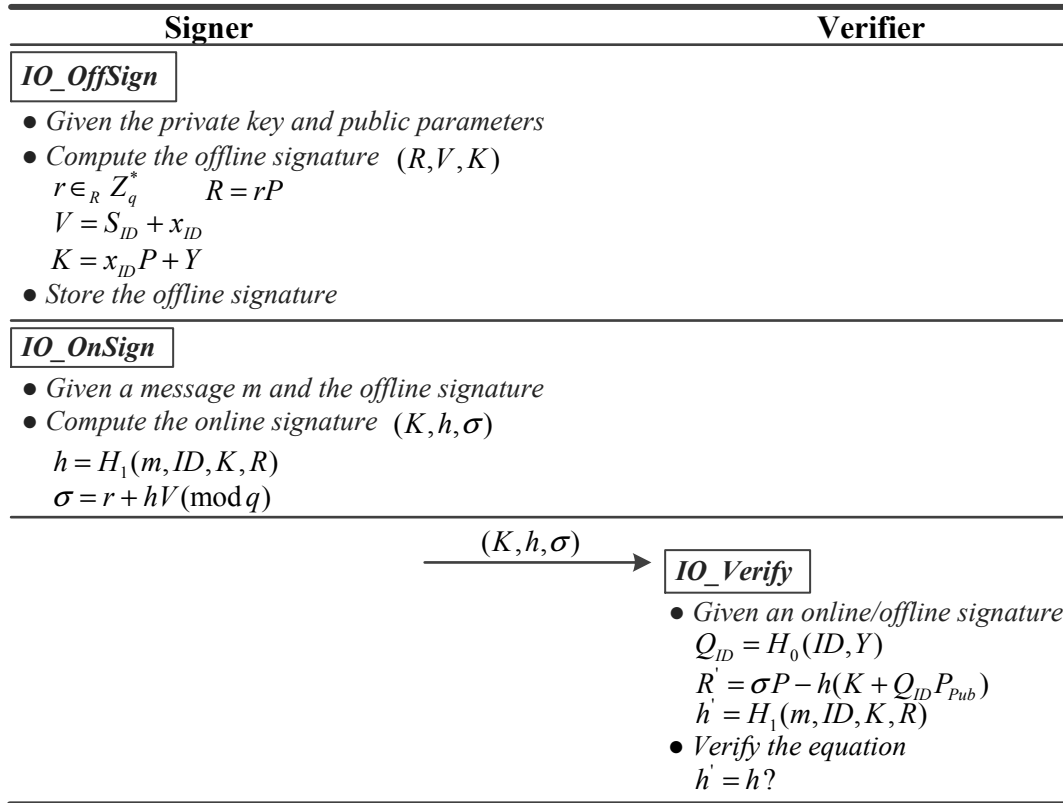 Signer Verifier
IO_OffSign
● Given the private key and public parameters
● Compute the offline signature (R,V,K)
r ∈_R Z_q^* R = rP
V = S_ID + x_ID
K = x_ID P + Y
● Store the offline signature
IO_OnSign
● Given a message m and the offline signature
● Compute the online signature (K,h,σ)
h = H_1(m,ID,K,R)
σ = r + hV(mod q)
(K,h,σ)
IO_Verify
● Given an online/offline signature
Q_ID = H_0(ID,Y)
R' = σP − h(K + Q_ID P_Pub)
h' = H_1(m,ID,K,R)
● Verify the equation
h' = h?